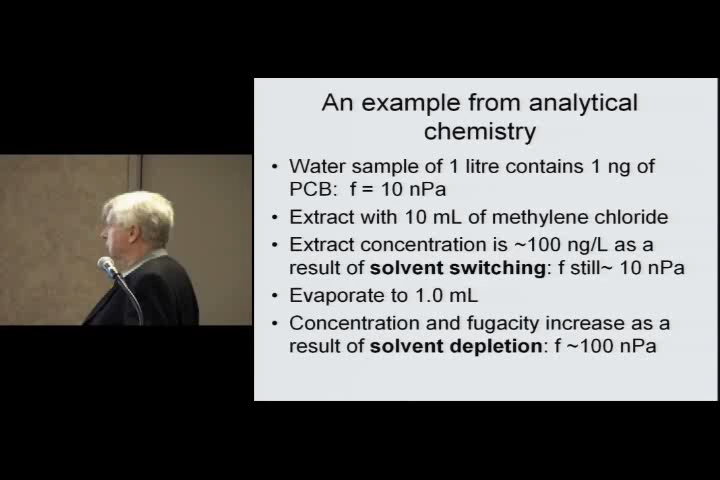 An example from analytical
chemistry
• Water sample of 1 litre contains 1 ng of
PCB: f = 10 nPa
• Extract with 10 mL of methylene chloride
• Extract concentration is ~100 ng/L as a
result of solvent switching: f still~ 10 nPa
• Evaporate to 1.0 mL
• Concentration and fugacity increase as a
result of solvent depletion: f ~100 nPa